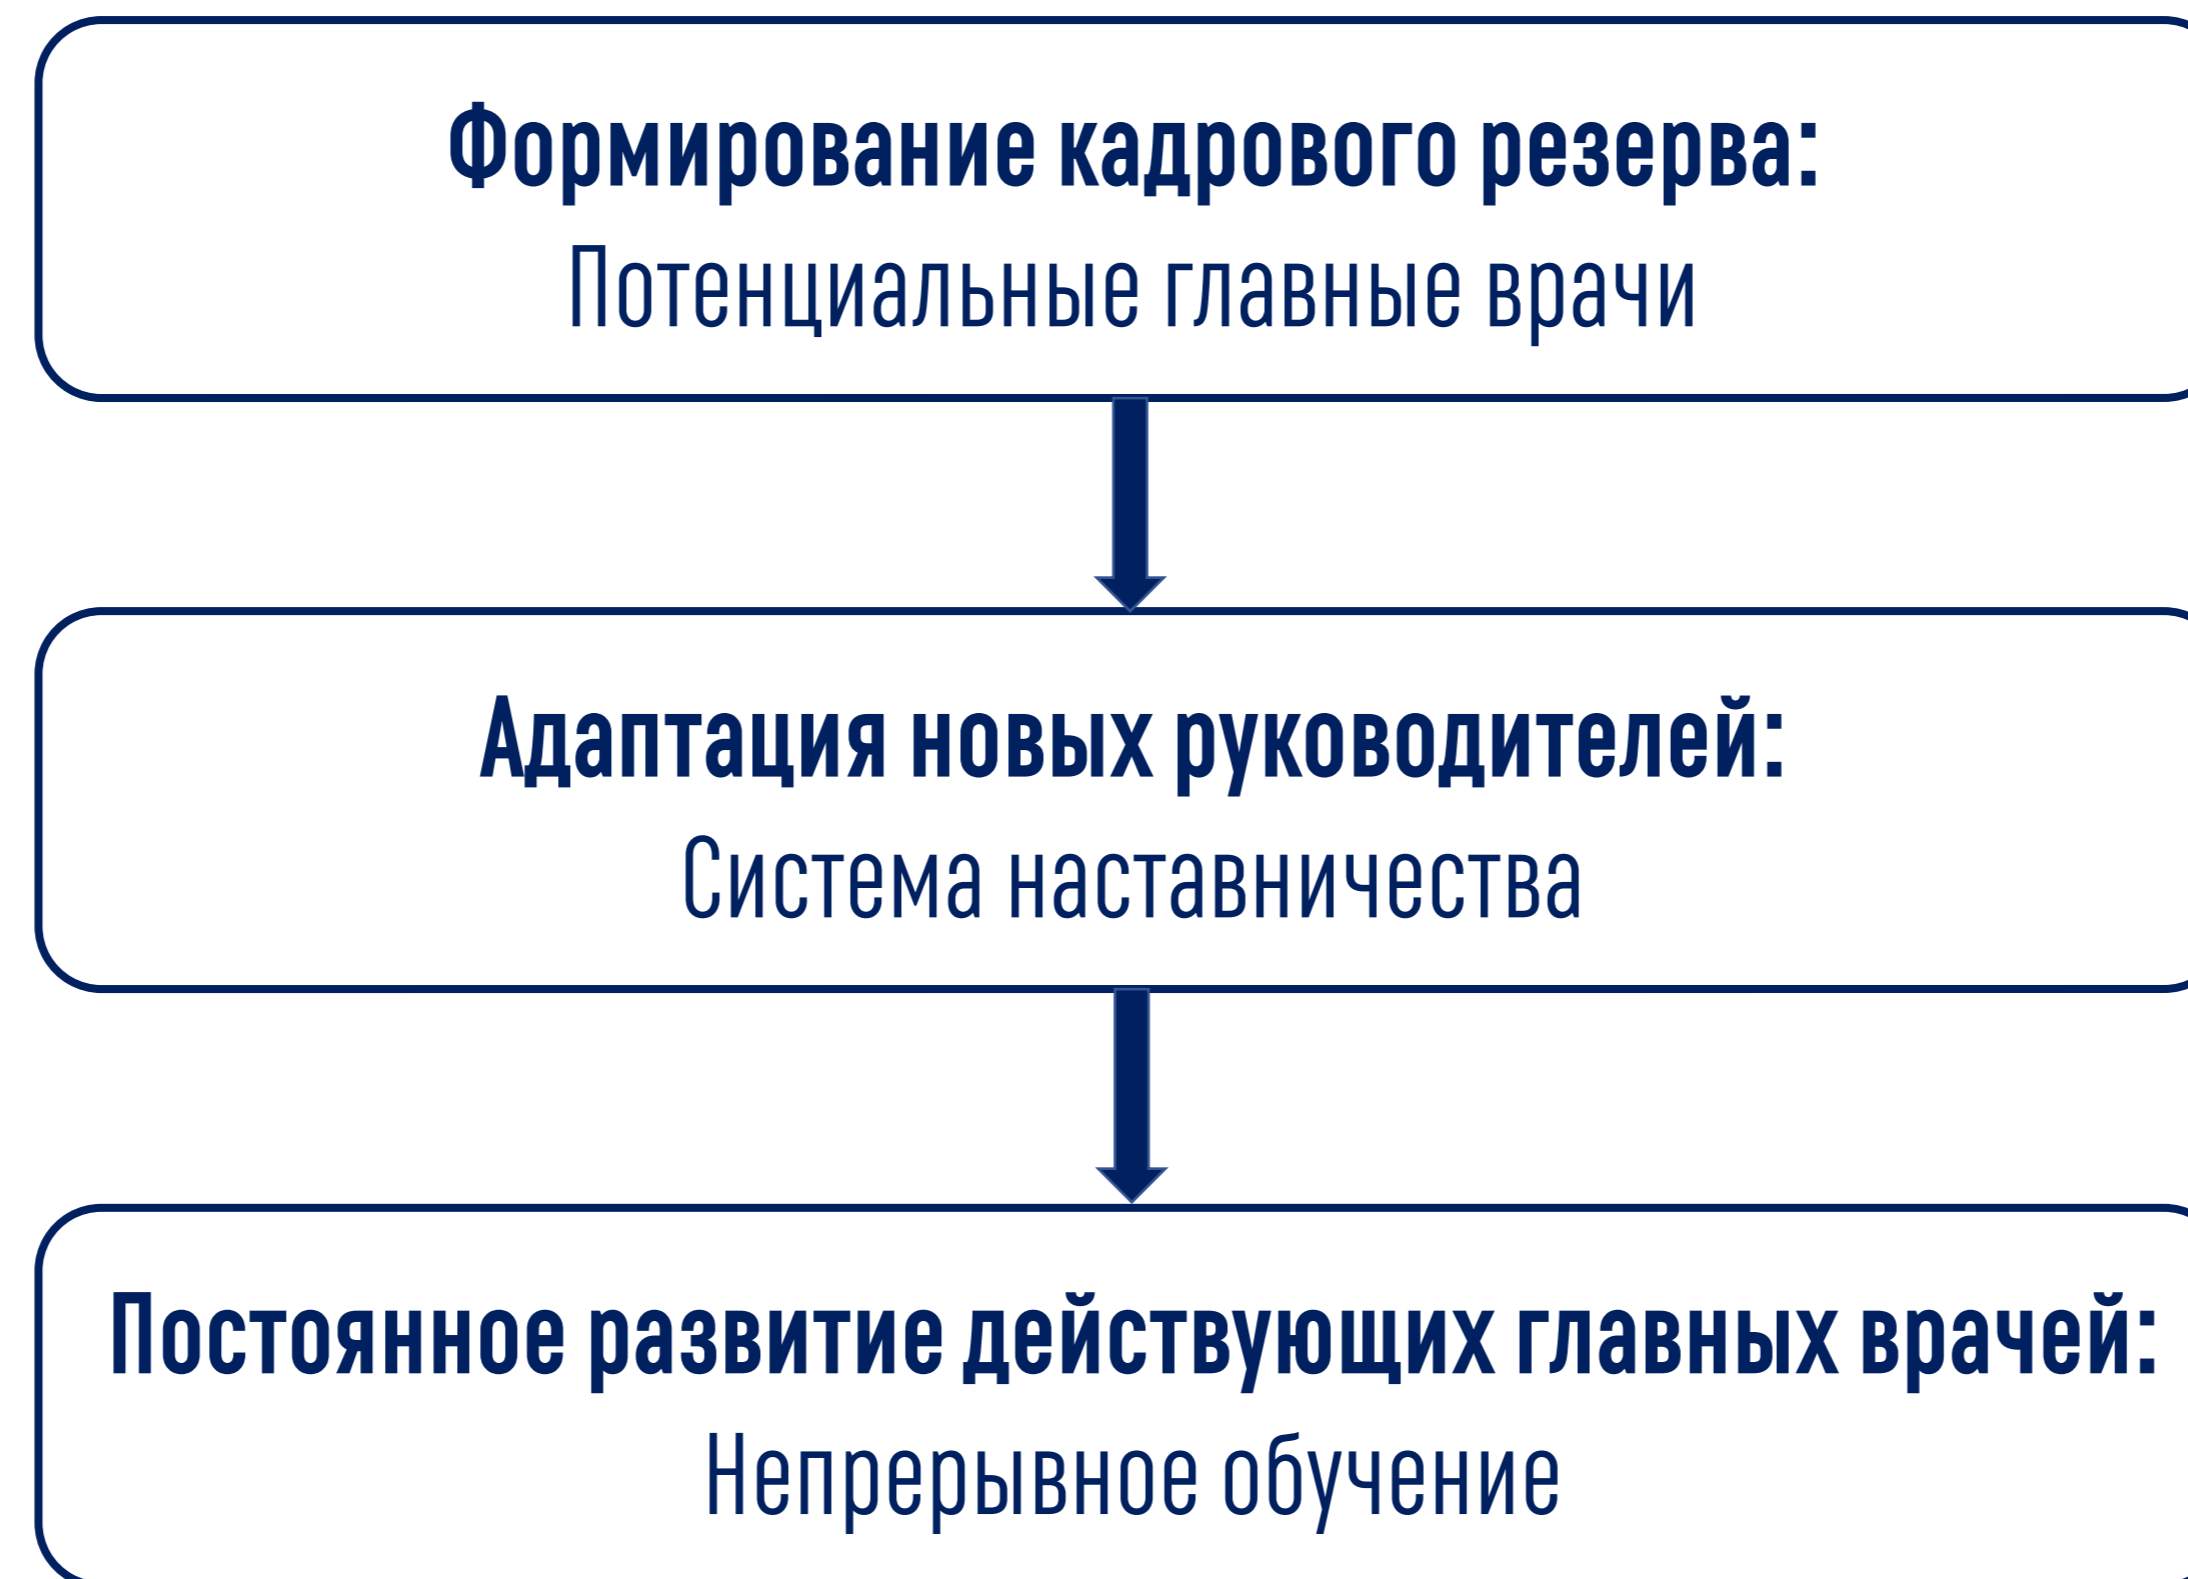 Формирование кадрового резерва:
Потенциальные главные врачи
Адаптация новых руководителей:
Система наставничества
Постоянное развитие действующих главных врачей:
Непрерывное обучение